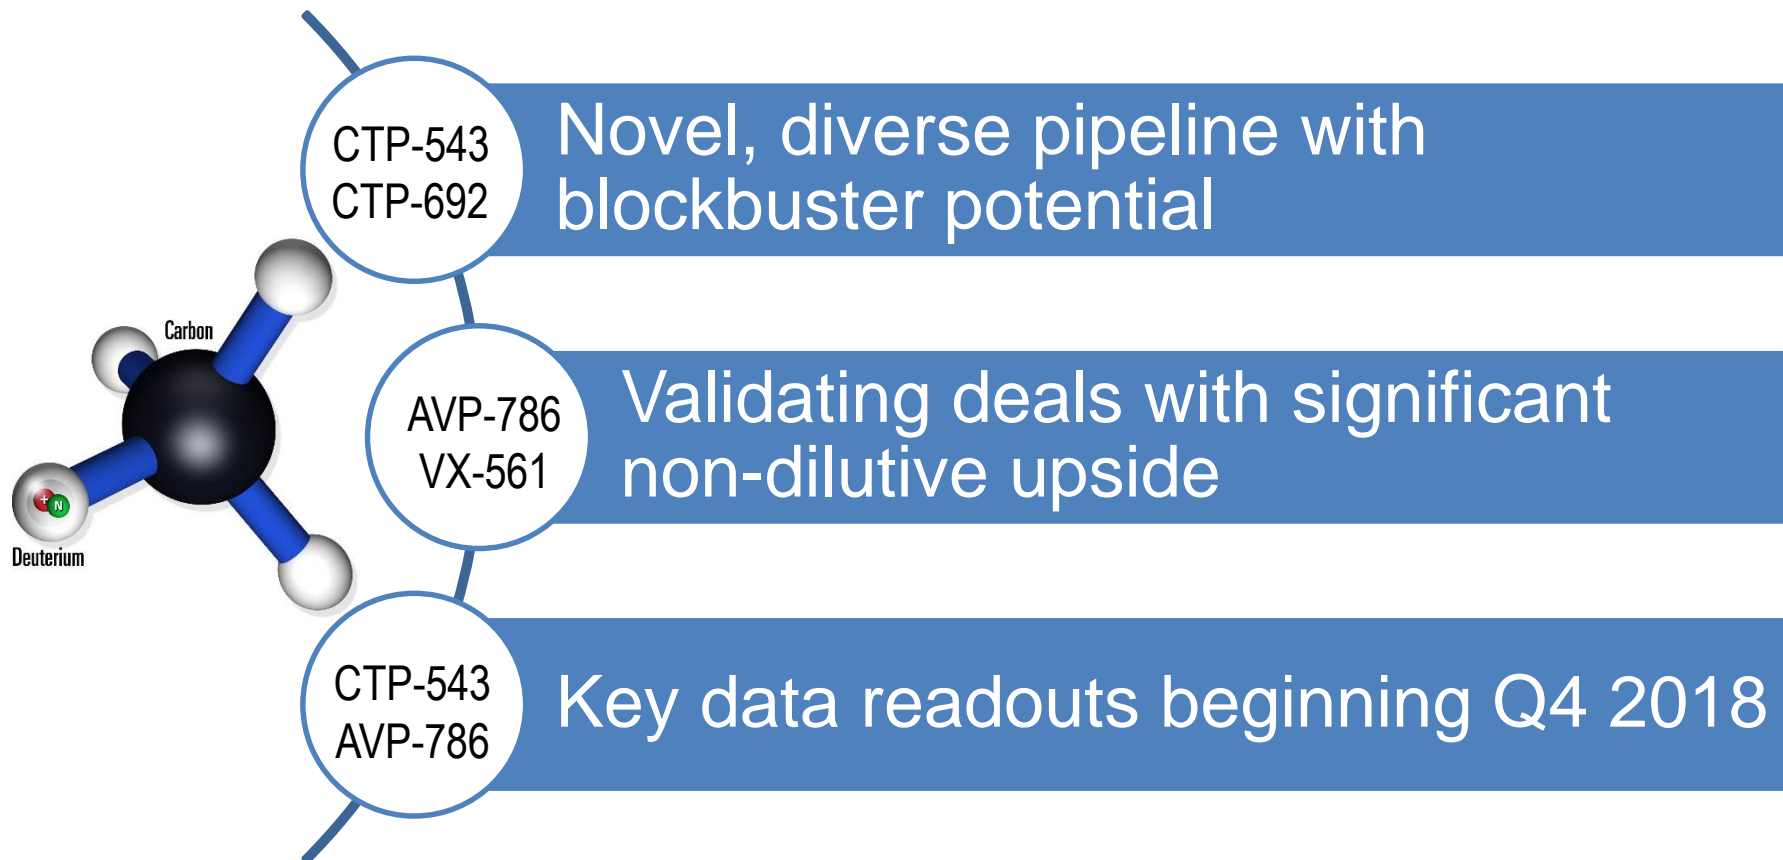 CTP-543
CTP-692
Novel, diverse pipeline with
blockbuster potential
Carbon
+
N
Deuterium
AVP-786
VX-561
Validating deals with significant
non-dilutive upside
CTP-543
AVP-786
Key data readouts beginning Q4 2018